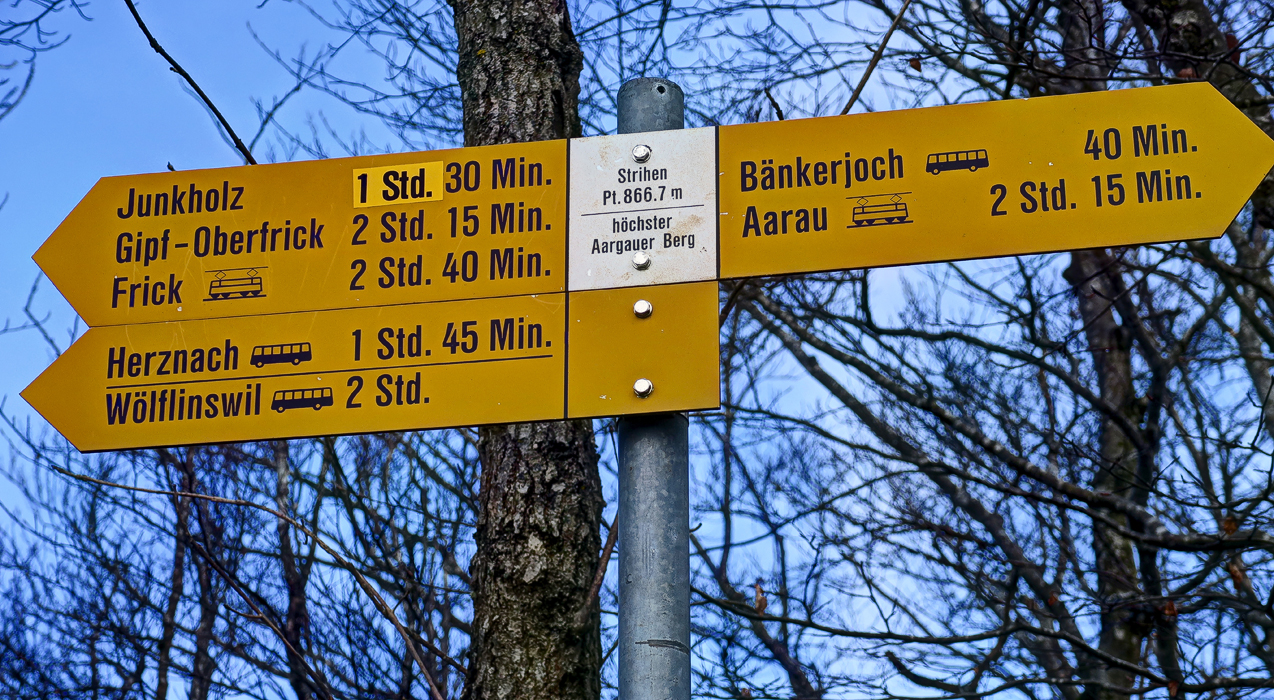 Junkholz 1 Std. 30 Min.
Gipf-Oberfrick 2 Std. 15 Min.
Frick 2 Std. 40 Min.
Herznach 1 Std. 45 Min.
Wölflinswil 2 Std.
Strihen
Pt. 866.7 m
höchster
Aargauer Berg
Bänkerjoch 40 Min.
Aarau 2 Std. 15 Min.